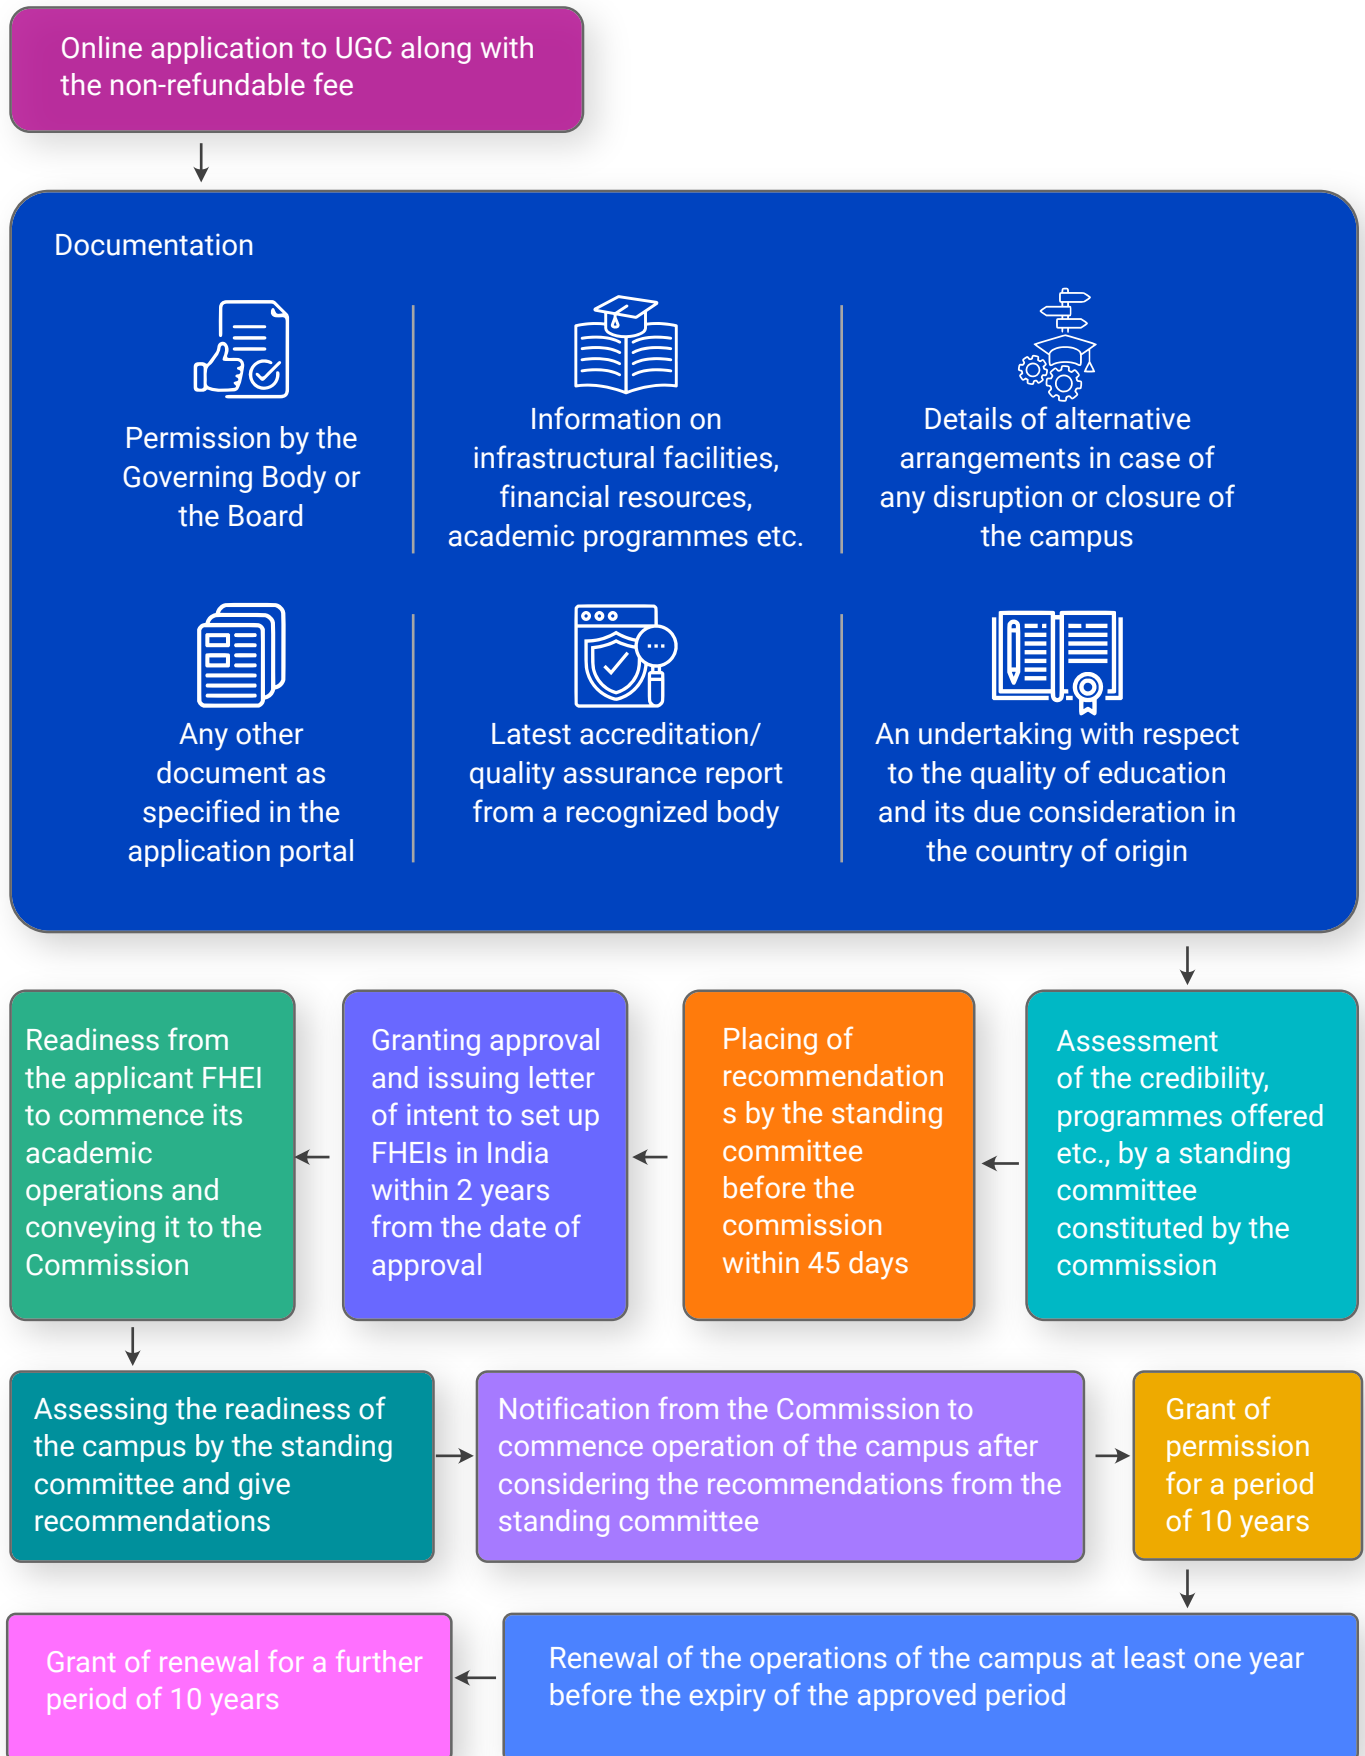 Online application to UGC along with
the non-refundable fee
Documentation
Permission by the
Governing Body or
the Board
Information on
infrastructural facilities,
financial resources,
academic programmes etc.
Details of alternative
arrangements in case of
any disruption or closure of
the campus
Any other
document as
specified in the
application portal
Latest accreditation/
quality assurance report
from a recognized body
An undertaking with respect
to the quality of education
and its due consideration in
the country of origin
Assessment
of the credibility,
programmes offered
etc., by a standing
committee
constituted by the
commission
Placing of
recommendation
s by the standing
committee
before the
commission
within 45 days
Granting approval
and issuing letter
of intent to set up
FHEIs in India
within 2 years
from the date of
approval
Readiness from
the applicant FHEI
to commence its
academic
operations and
conveying it to the
Commission
Assessing the readiness of
the campus by the standing
committee and give
recommendations
Notification from the Commission to
commence operation of the campus after
considering the recommendations from the
standing committee
Grant of
permission
for a period
of 10 years
Renewal of the operations of the campus at least one year
before the expiry of the approved period
Grant of renewal for a further
period of 10 years